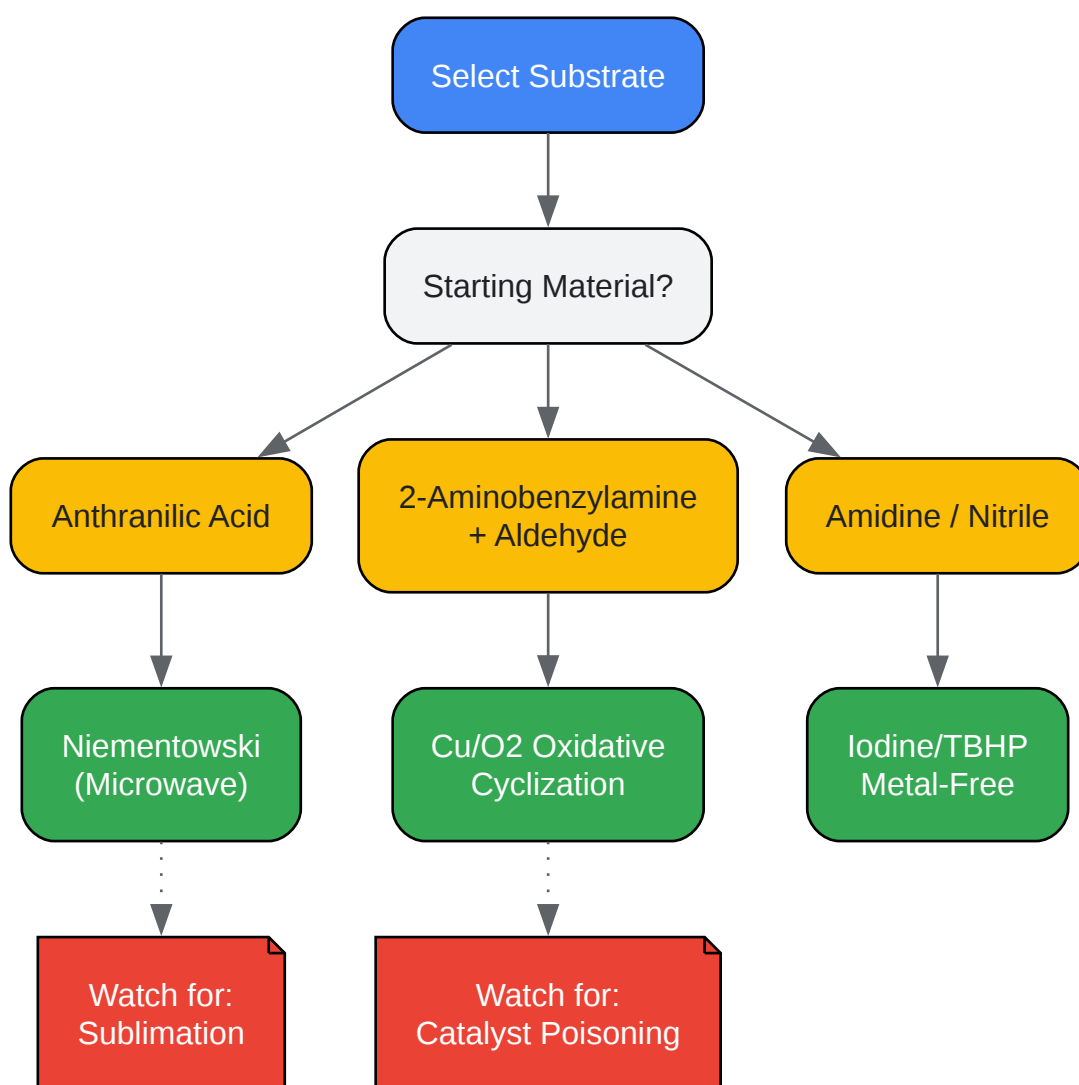 Select Substrate
Starting Material?
Anthranilic Acid
2-Aminobenzylamine
+ Aldehyde
Amidine / Nitrile
Niementowski
(Microwave)
Cu/O2 Oxidative
Cyclization
Iodine/TBHP
Metal-Free
Watch for:
Sublimation
Watch for:
Catalyst Poisoning